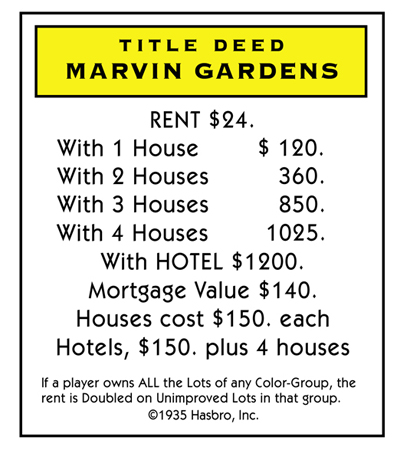 TITLE DEED
MARVIN GARDENS
RENT $24.
With 1 House $ 120.
With 2 Houses 360.
With 3 Houses 850.
With 4 Houses 1025.
With HOTEL $1200.
Mortgage Value $140.
Houses cost $150. each
Hotels, $150. plus 4 houses
If a player owns ALL the Lots of any Color-Group, the
rent is Doubled on Unimproved Lots in that group.
©1935 Hasbro, Inc.